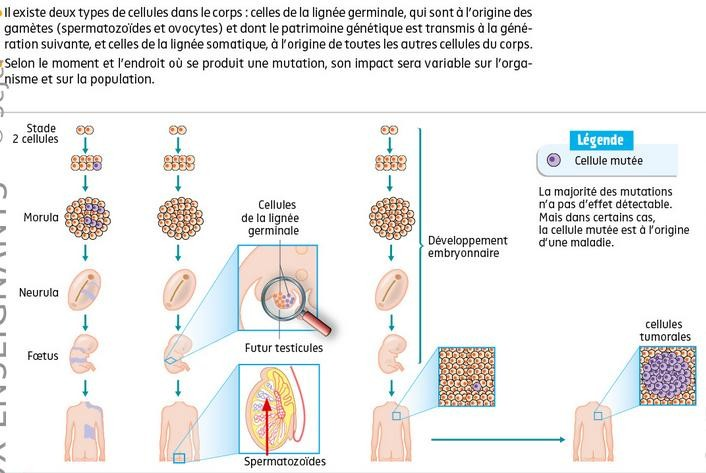 Il existe deux types de cellules dans le corps : celles de la lignée germinale, qui sont à l'origine des
gamètes (spermatozoïdes et ovocytes) et dont le patrimoine génétique est transmis à la géné-
ration suivante, et celles de la lignée somatique, à l'origine de toutes les autres cellules du corps.
Selon le moment et l'endroit où se produit une mutation, son impact sera variable sur l'orga-
nisme et sur la population.
Stade
2 cellules
Morula
Neurula
Fœtus
Cellules
de la lignée
germinale
Futur testicules
Spermatozoïdes
Développement
embryonnaire
Légende
Cellule mutée
La majorité des mutations
n'a pas d'effet détectable.
Mais dans certains cas,
la cellule mutée est à l'origine
d'une maladie.
cellules
tumorales
ENSEIGNANTS